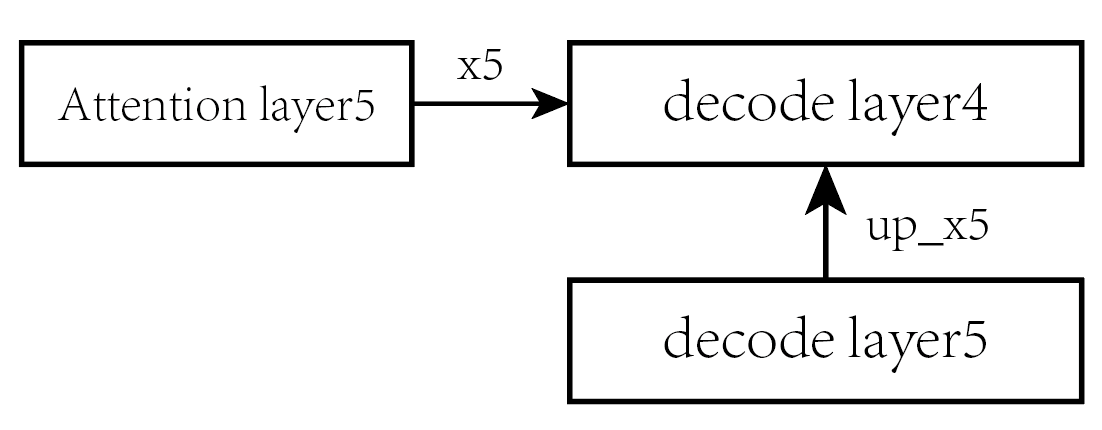 Attention layer5
x5
decode layer4
up_x5
decode layer5